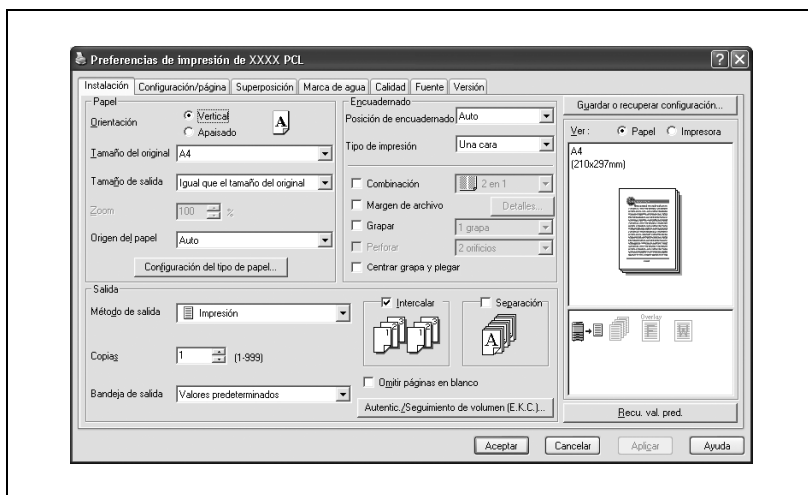 Preferencias de impresión de XXXX PCL
Instalación Configuración/página Superposición Marca de agua Calidad Fuente Versión
Papel
Orientación
Vertical
Apaisado
A
Tamaño del original A4
Tamaño de salida Igual que el tamaño del original
Zoom 100 %
Origen del papel Auto
Configuración del tipo de papel...
Encuadernado
Posición de encuadernado Auto
Tipo de impresión Una cara
Combinación 2 en 1
Margen de archivo Detalles...
Grapar 1 grapa
Perforar 2 orificios
Centrar grapa y plegar
Salida
Método de salida Impresión
Copias 1 (1-999)
Bandeja de salida Valores predeterminados
Intercalar
Separación
A
Omitir páginas en blanco
Autentic./Seguimiento de volumen (E.K.C.)...
Guardar o recuperar configuración...
Ver: Papel Impresora
A4
(210x297mm)
Overlay
Recu. val. pred.
Aceptar Cancelar Aplicar Ayuda